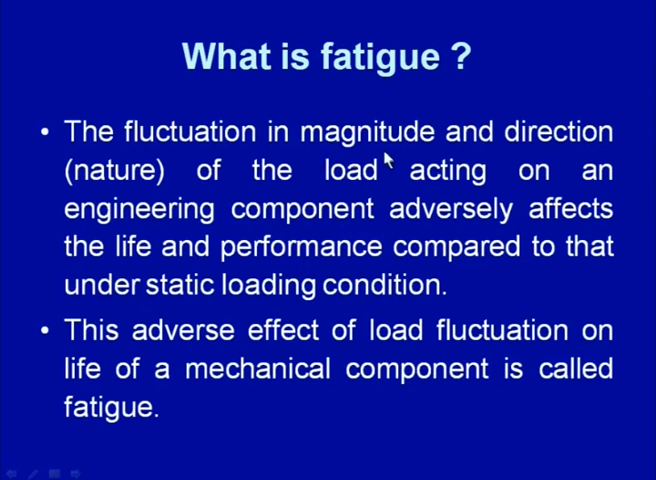 What is fatigue ?
• The fluctuation in magnitude and direction
(nature) of the load acting on an
engineering component adversely affects
the life and performance compared to that
under static loading condition.
• This adverse effect of load fluctuation on
life of a mechanical component is called
fatigue.